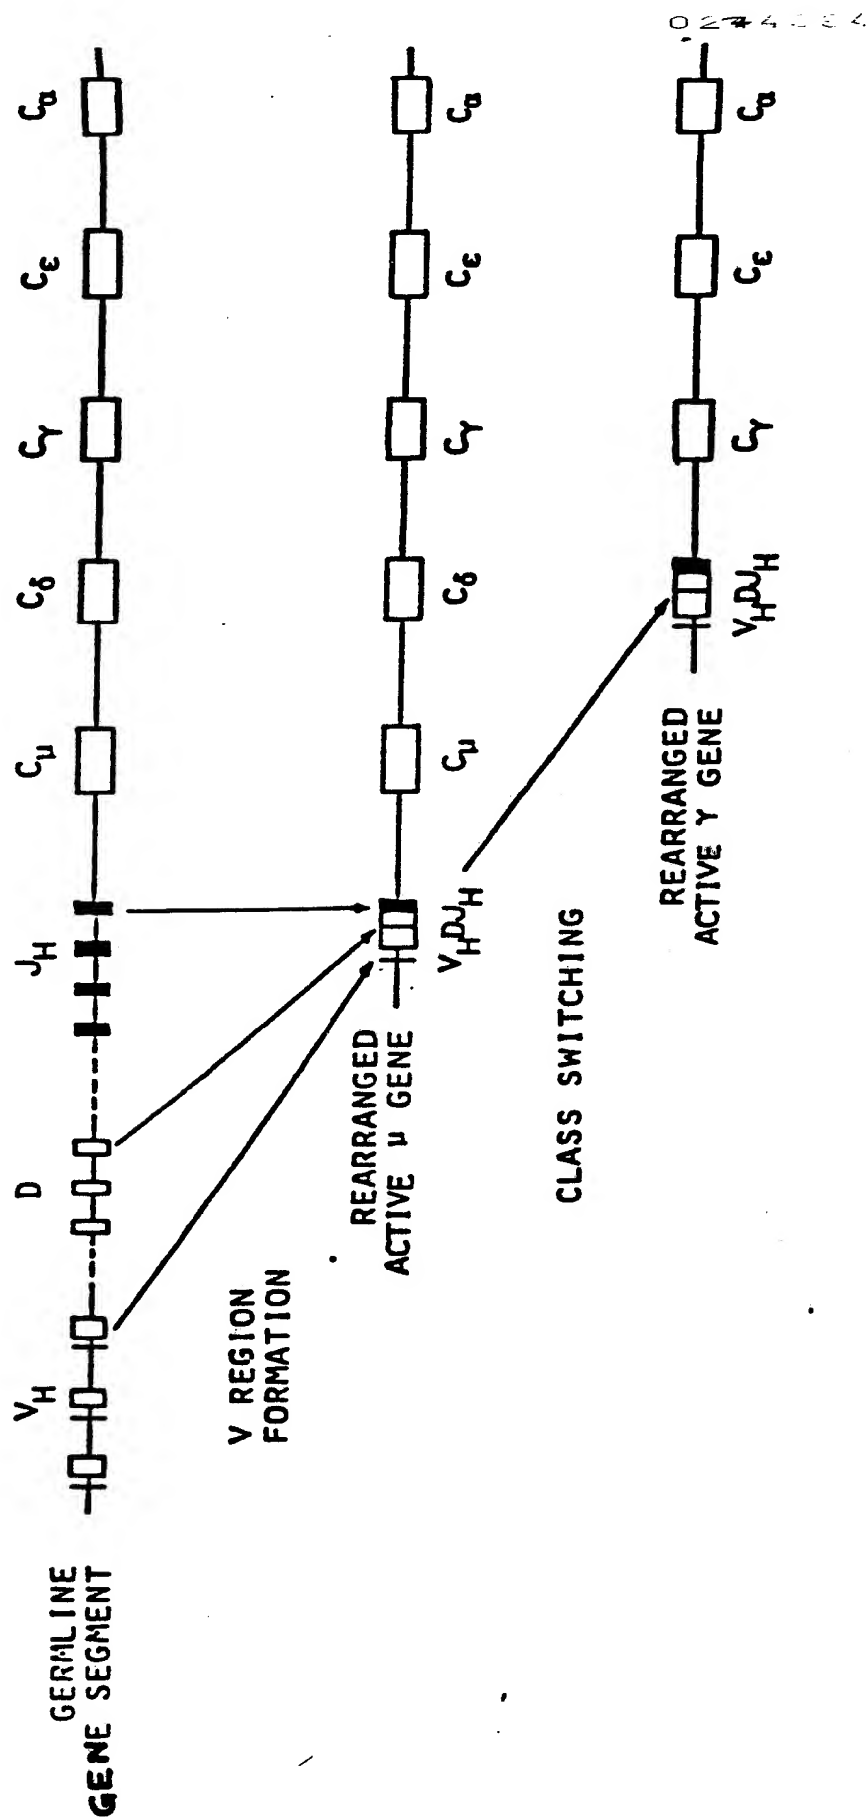 V_H D J_H C_μ C_δ C_γ C_ε C_α
GERMLINE
GENE SEGMENT
V REGION
FORMATION
REARRANGED
ACTIVE μ GENE
V_HDJ_H C_μ C_δ C_γ C_ε C_α
CLASS SWITCHING
REARRANGED
ACTIVE γ GENE
V_HDJ_H C_γ C_ε C_α